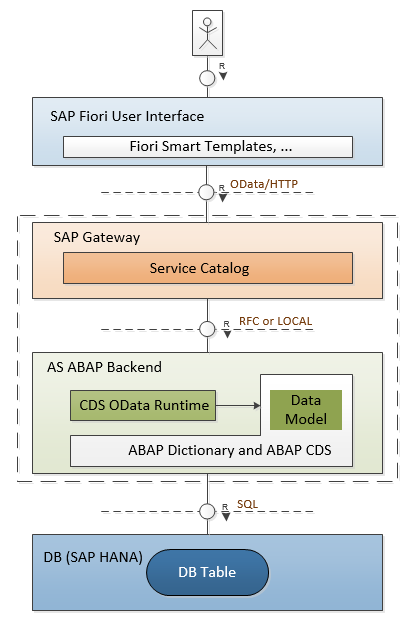 R
SAP Fiori User Interface
Fiori Smart Templates, ...
R
OData/HTTP
SAP Gateway
Service Catalog
R
RFC or LOCAL
AS ABAP Backend
CDS OData Runtime
Data
Model
ABAP Dictionary and ABAP CDS
R
SQL
DB (SAP HANA)
DB Table